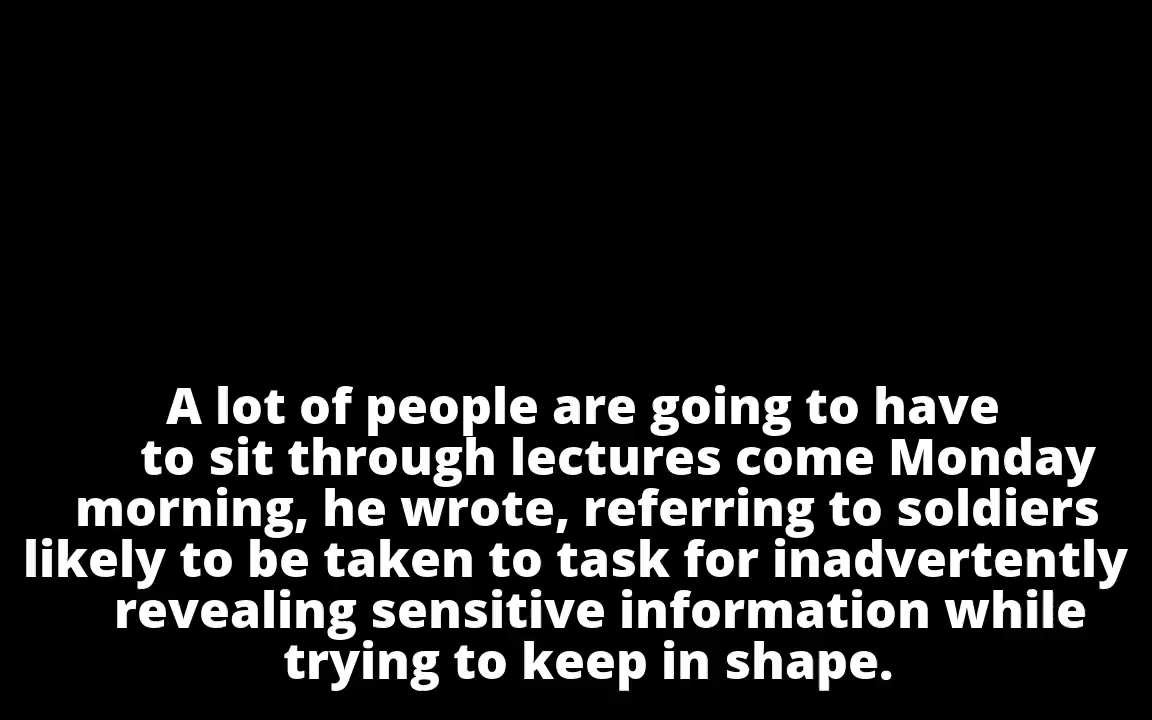 A lot of people are going to have
to sit through lectures come Monday
morning, he wrote, referring to soldiers
likely to be taken to task for inadvertently
revealing sensitive information while
trying to keep in shape.